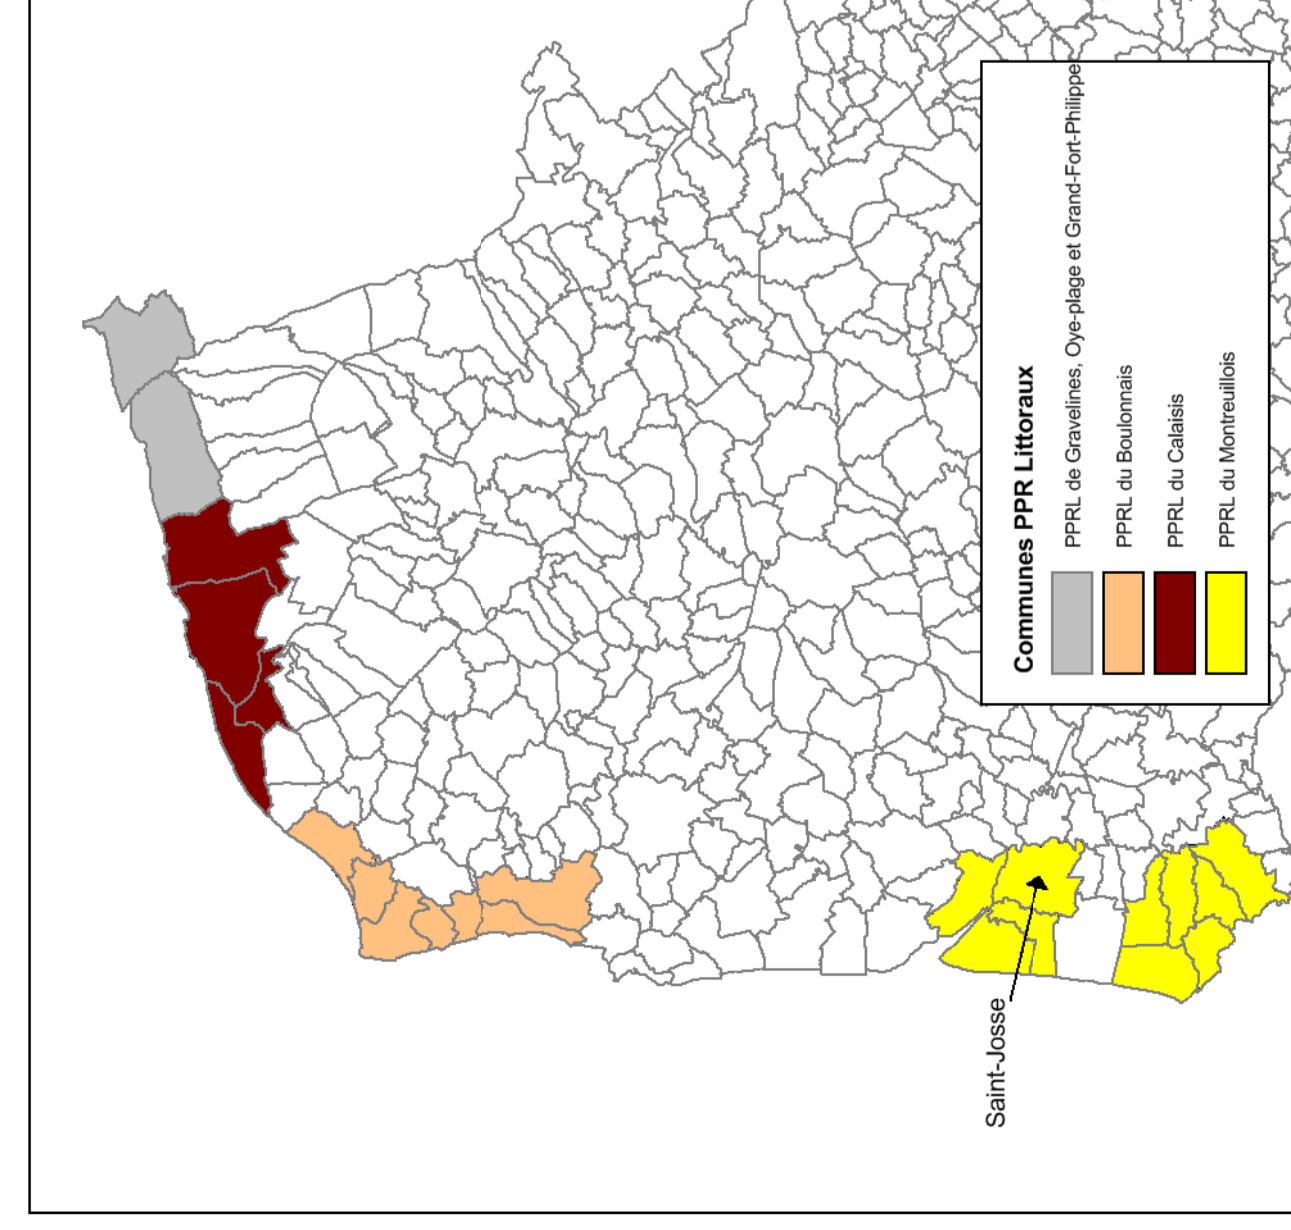 Communes PPR Littoraux
PPRL de Gravelines, Oye-plage et Grand-Fort-Philippe
PPRL du Boulonnais
PPRL du Calaisis
PPRL du Montreuillois
Saint-Josse